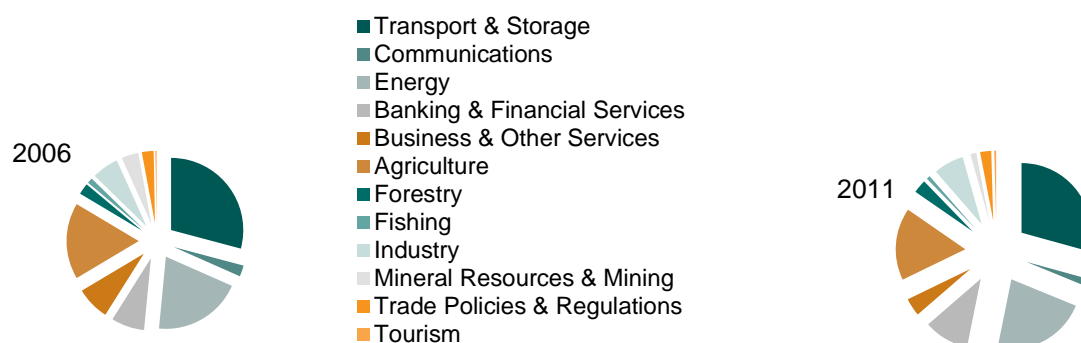 Transport & Storage
Communications
Energy
Banking & Financial Services
Business & Other Services
Agriculture
Forestry
Fishing
Industry
Mineral Resources & Mining
Trade Policies & Regulations
Tourism
2006
2011